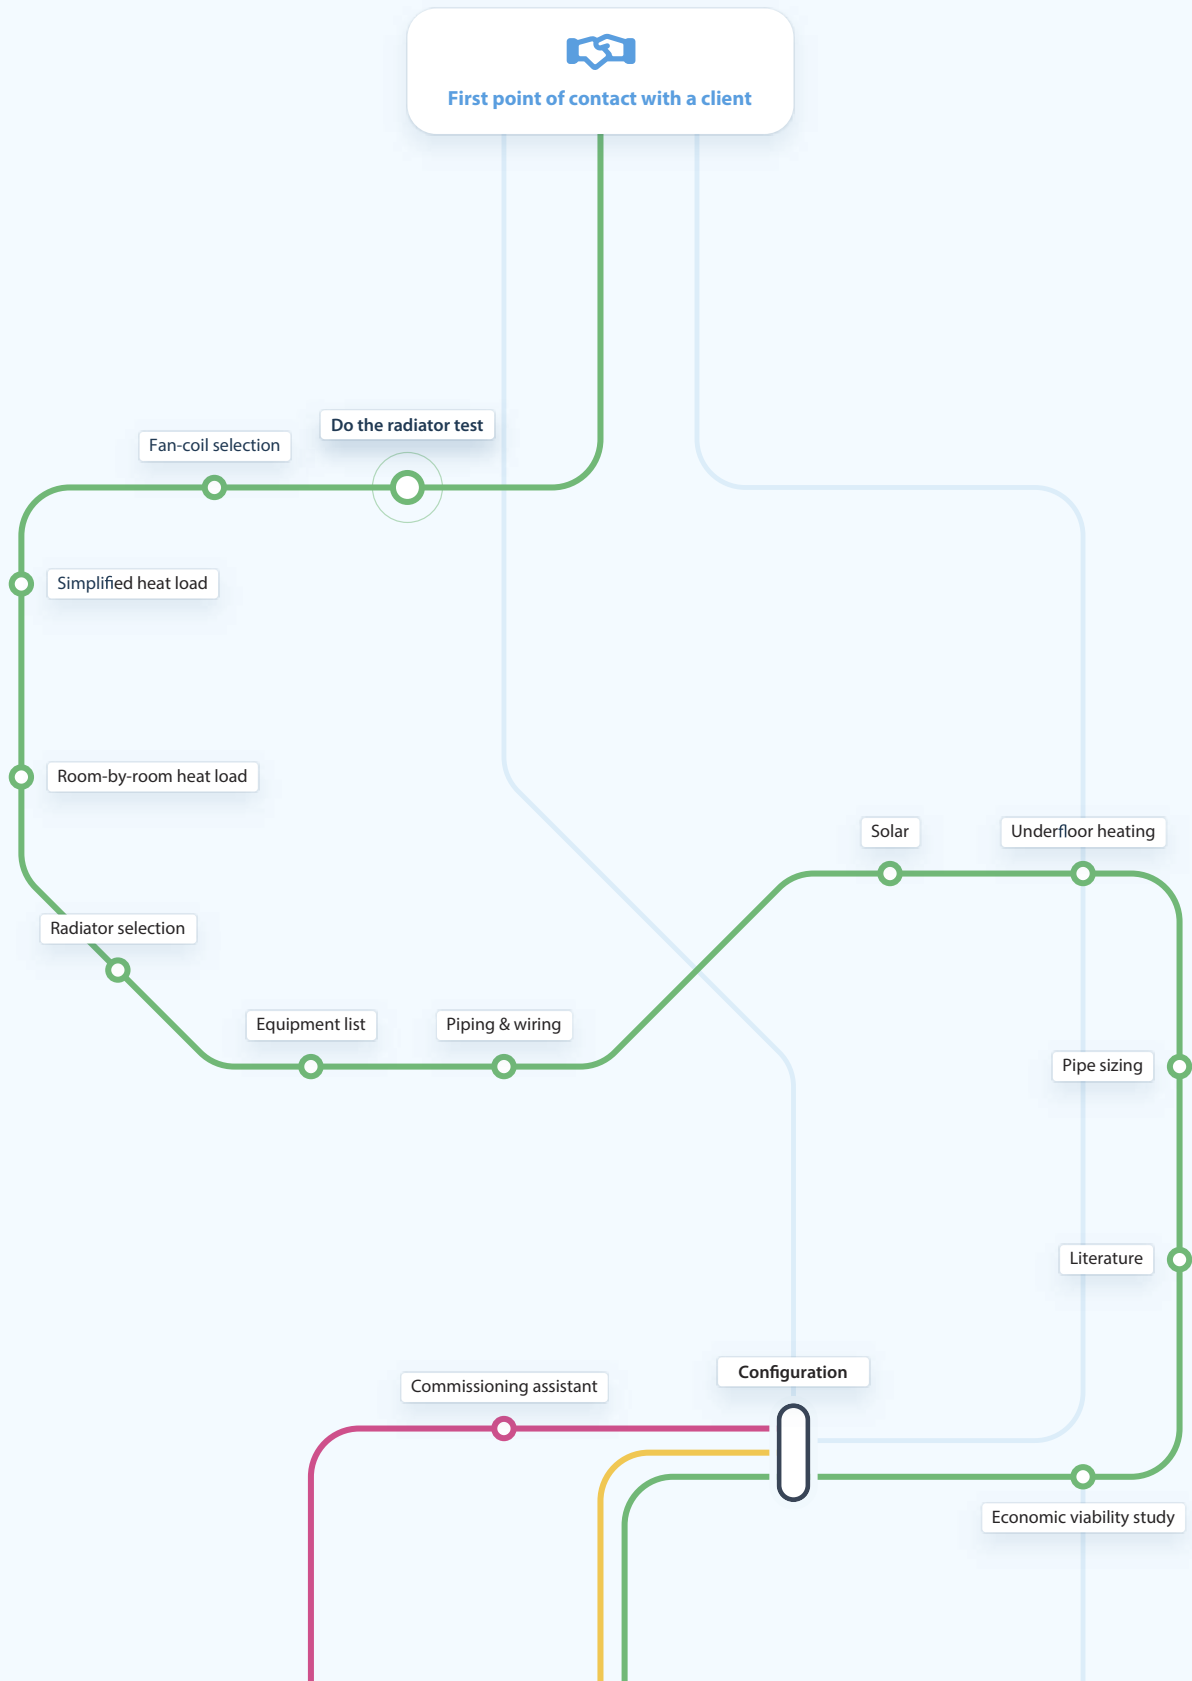 First point of contact with a client
Do the radiator test
Fan-coil selection
Simplified heat load
Room-by-room heat load
Solar
Underfloor heating
Radiator selection
Equipment list
Piping & wiring
Pipe sizing
Literature
Configuration
Commissioning assistant
Economic viability study